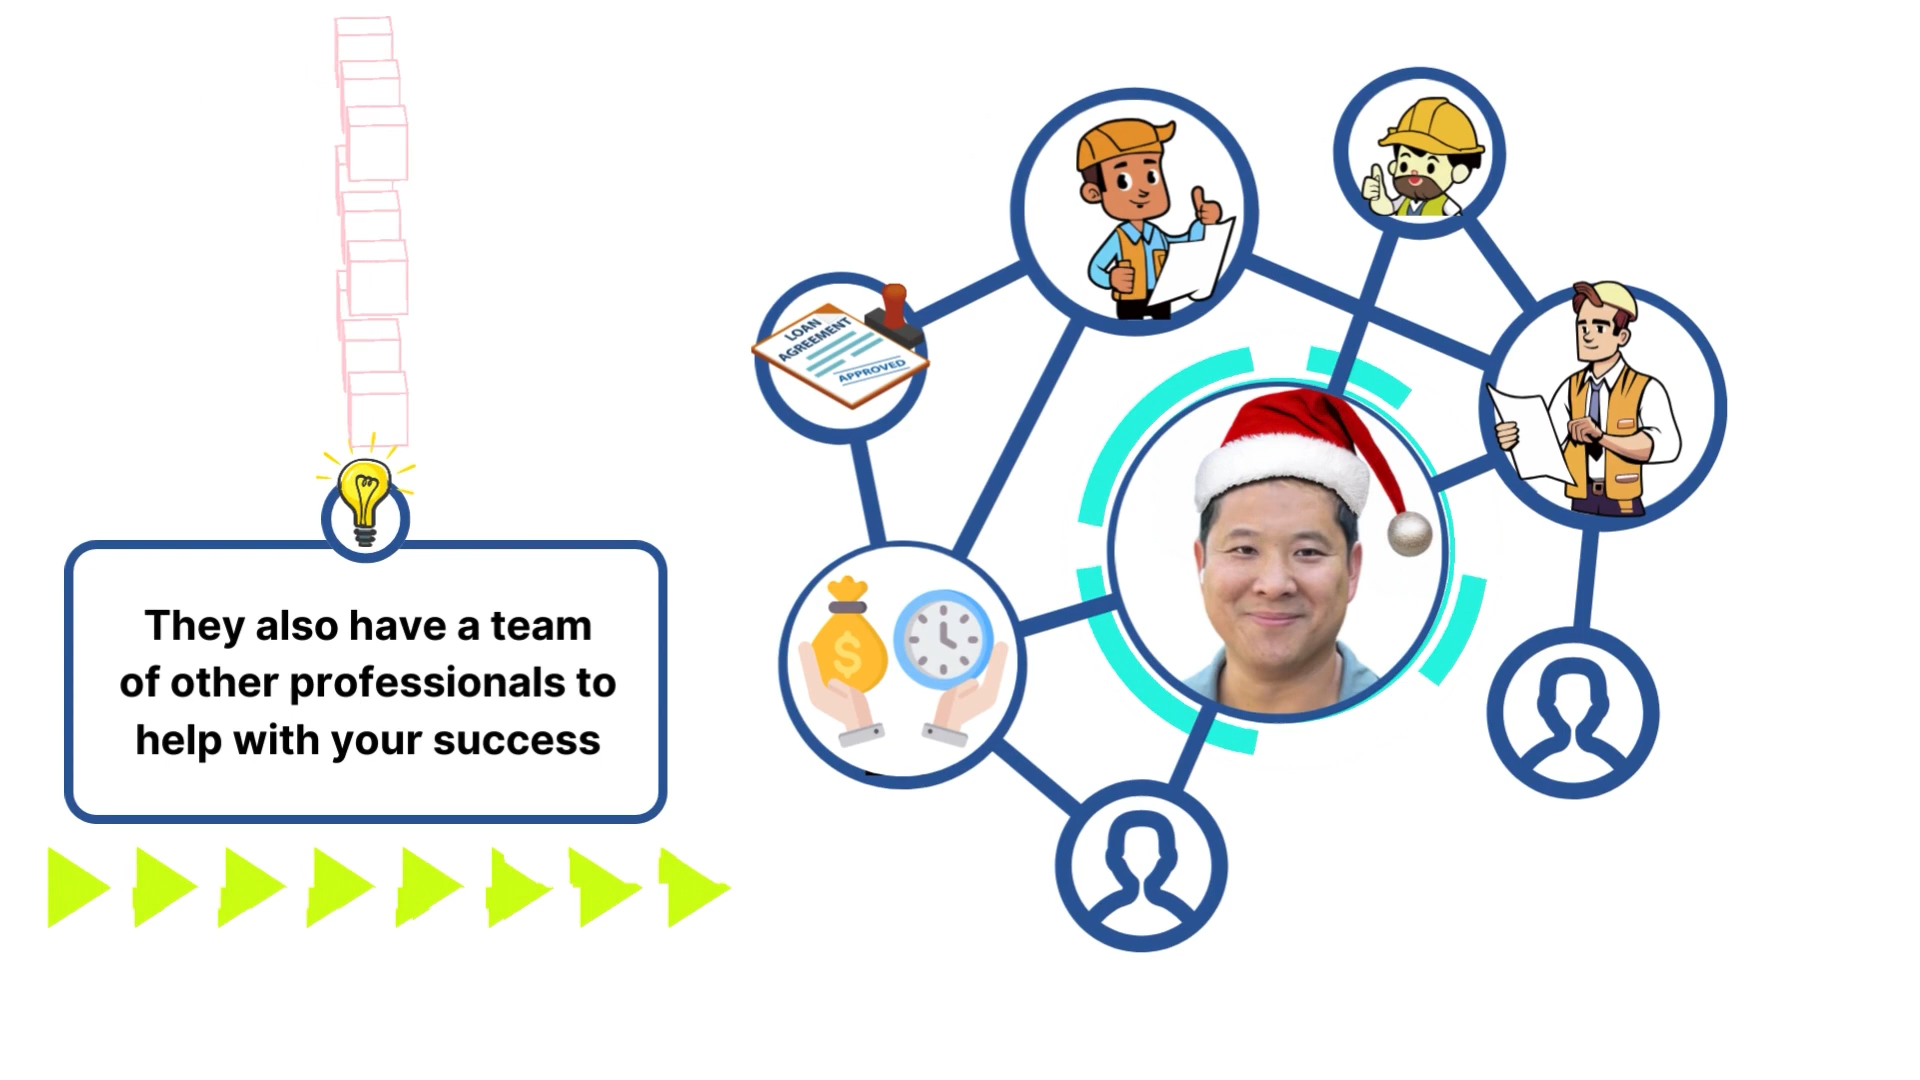 They also have a team
of other professionals to
help with your success
LOAN
AGREEMENT
APPROVED
$